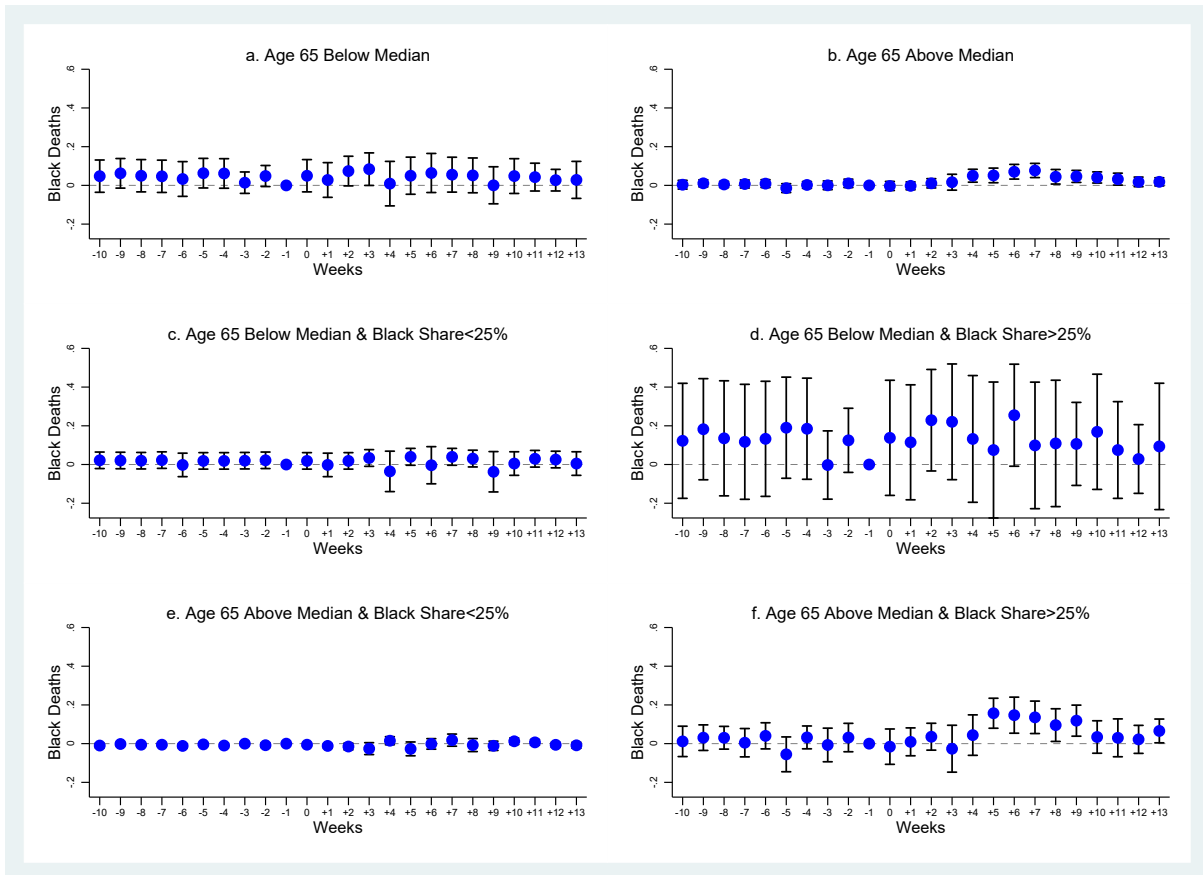 a. Age 65 Below Median
Black Deaths
.6
.4
.2
0
-.2
-10 -9 -8 -7 -6 -5 -4 -3 -2 -1 0 +1 +2 +3 +4 +5 +6 +7 +8 +9 +10 +11 +12 +13
Weeks
b. Age 65 Above Median
Black Deaths
.6
.4
.2
0
-.2
-10 -9 -8 -7 -6 -5 -4 -3 -2 -1 0 +1 +2 +3 +4 +5 +6 +7 +8 +9 +10 +11 +12 +13
Weeks
c. Age 65 Below Median & Black Share<25%
Black Deaths
.6
.4
.2
0
-.2
-10 -9 -8 -7 -6 -5 -4 -3 -2 -1 0 +1 +2 +3 +4 +5 +6 +7 +8 +9 +10 +11 +12 +13
Weeks
d. Age 65 Below Median & Black Share>25%
Black Deaths
.6
.4
.2
0
-.2
-10 -9 -8 -7 -6 -5 -4 -3 -2 -1 0 +1 +2 +3 +4 +5 +6 +7 +8 +9 +10 +11 +12 +13
Weeks
e. Age 65 Above Median & Black Share<25%
Black Deaths
.6
.4
.2
0
-.2
-10 -9 -8 -7 -6 -5 -4 -3 -2 -1 0 +1 +2 +3 +4 +5 +6 +7 +8 +9 +10 +11 +12 +13
Weeks
f. Age 65 Above Median & Black Share>25%
Black Deaths
.6
.4
.2
0
-.2
-10 -9 -8 -7 -6 -5 -4 -3 -2 -1 0 +1 +2 +3 +4 +5 +6 +7 +8 +9 +10 +11 +12 +13
Weeks